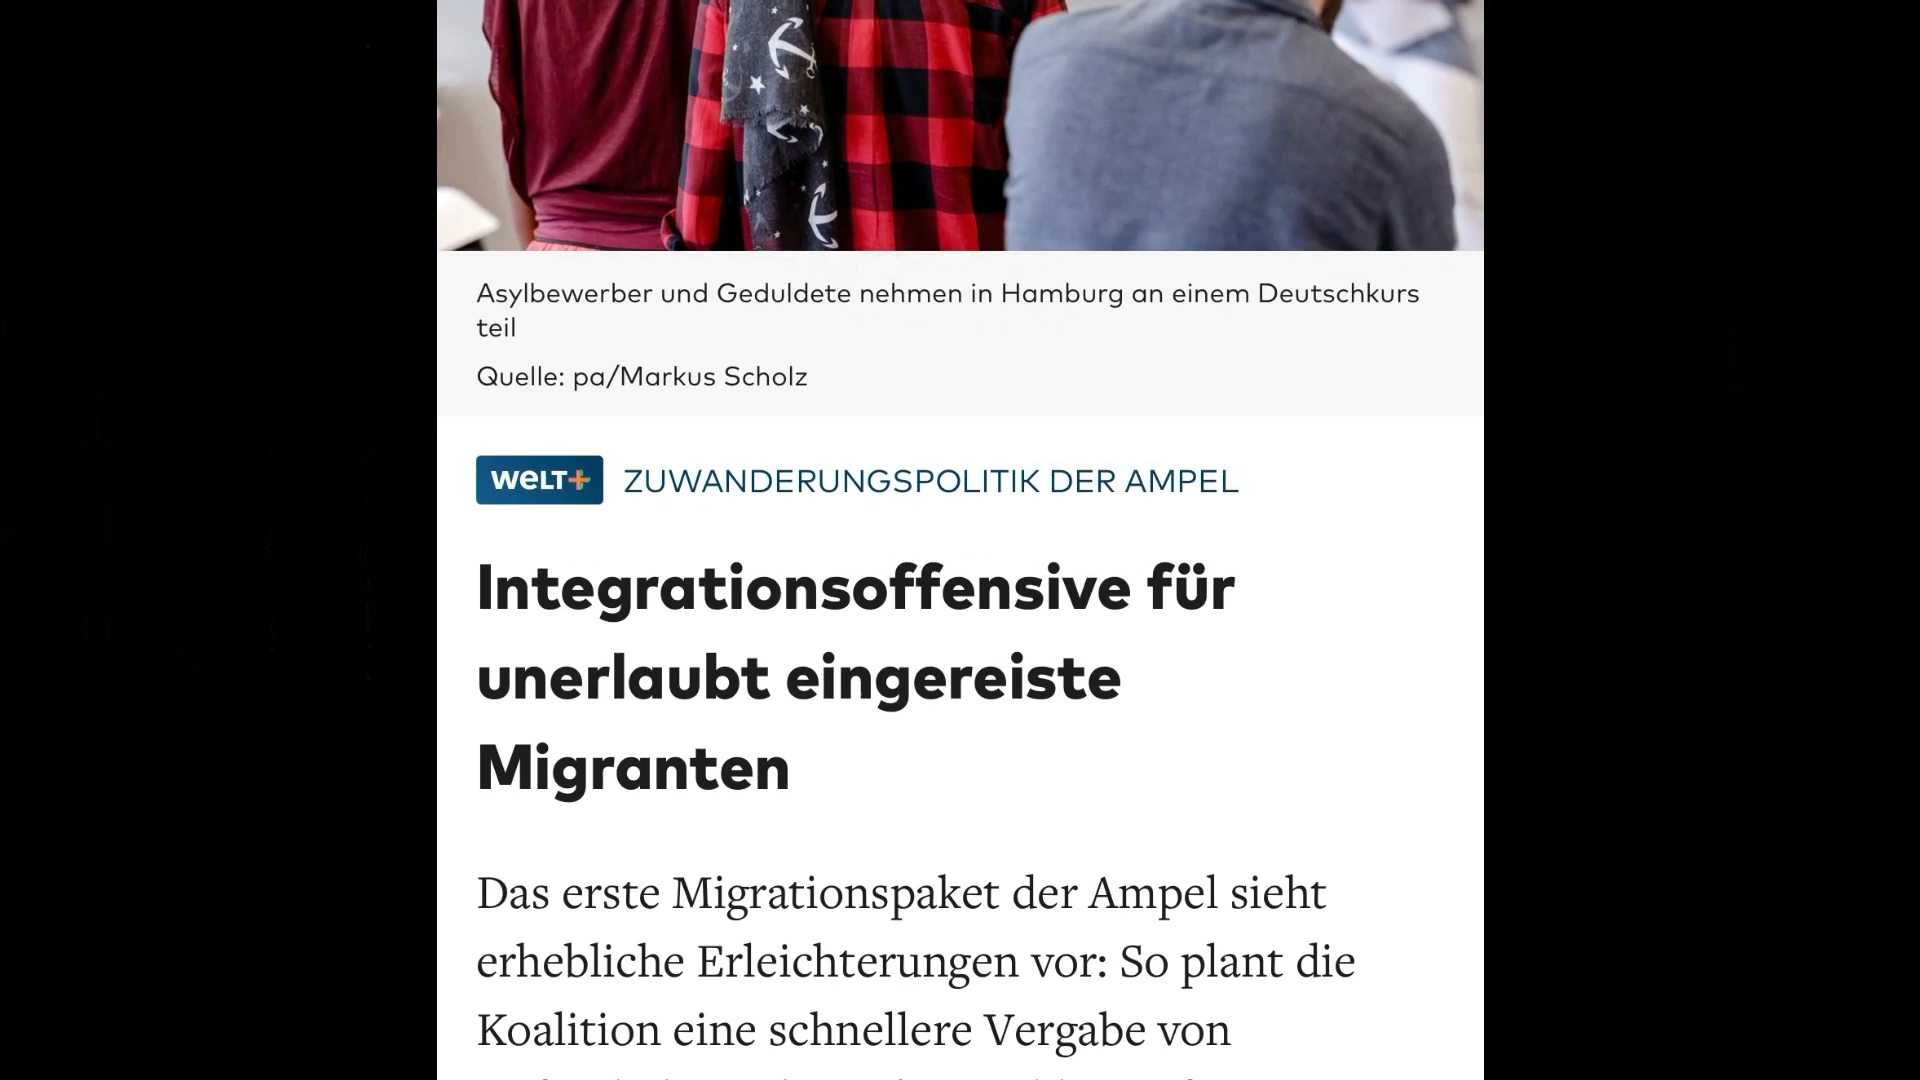 Asylbewerber und Geduldete nehmen in Hamburg an einem Deutschkurs
teil
Quelle: pa/Markus Scholz
WELT+ ZUWANDERUNGSPOLITIK DER AMPEL
Integrationsoffensive für
unerlaubt eingereiste
Migranten
Das erste Migrationspaket der Ampel sieht
erhebliche Erleichterungen vor: So plant die
Koalition eine schnellere Vergabe von